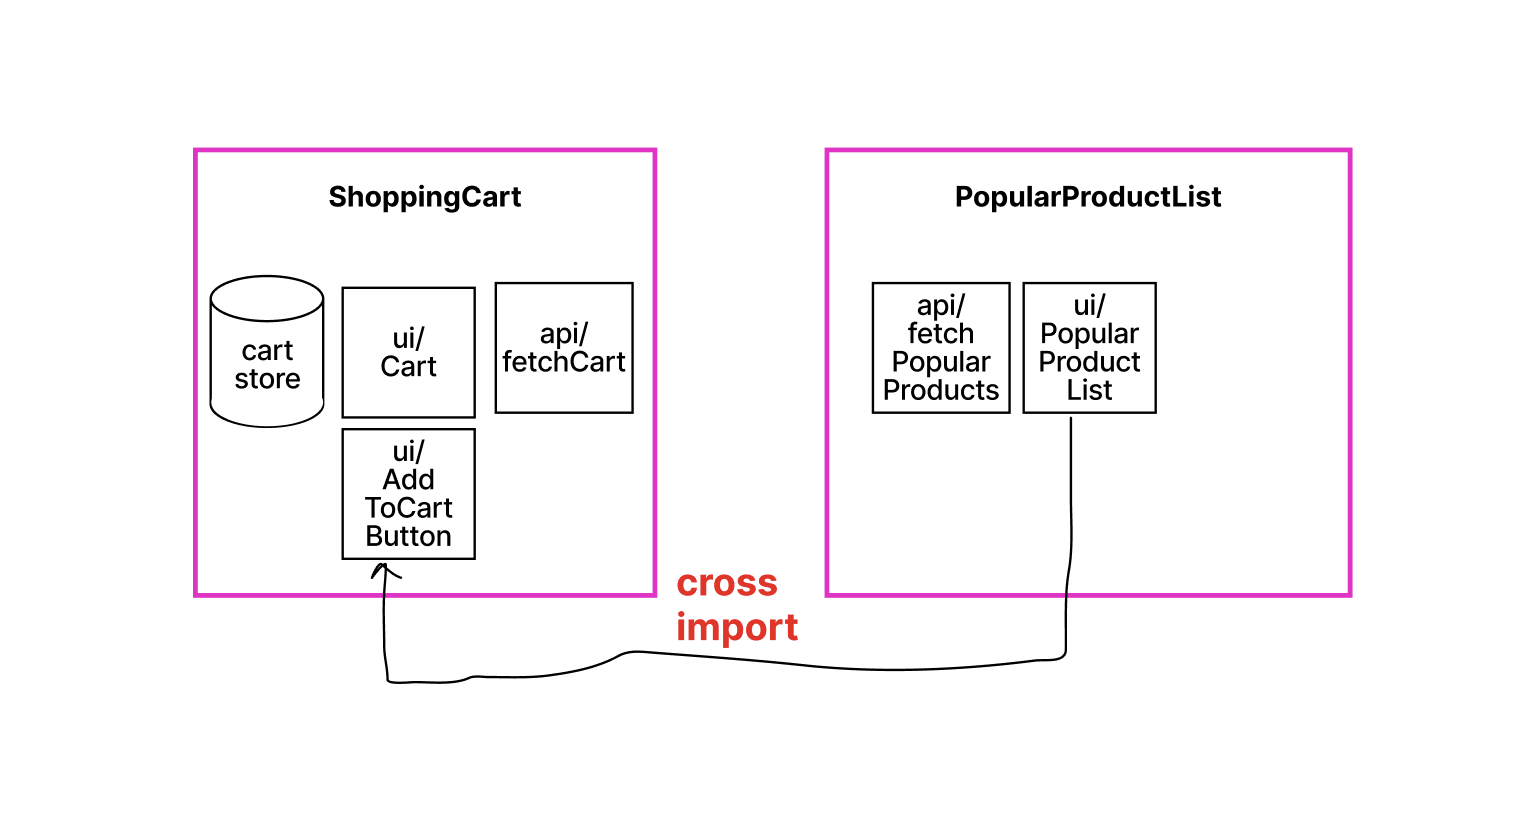 ShoppingCart
cart
store
ui/
Cart
api/
fetchCart
ui/
Add
ToCart
Button
cross
import
PopularProductList
api/
fetch
Popular
Products
ui/
Popular
Product
List